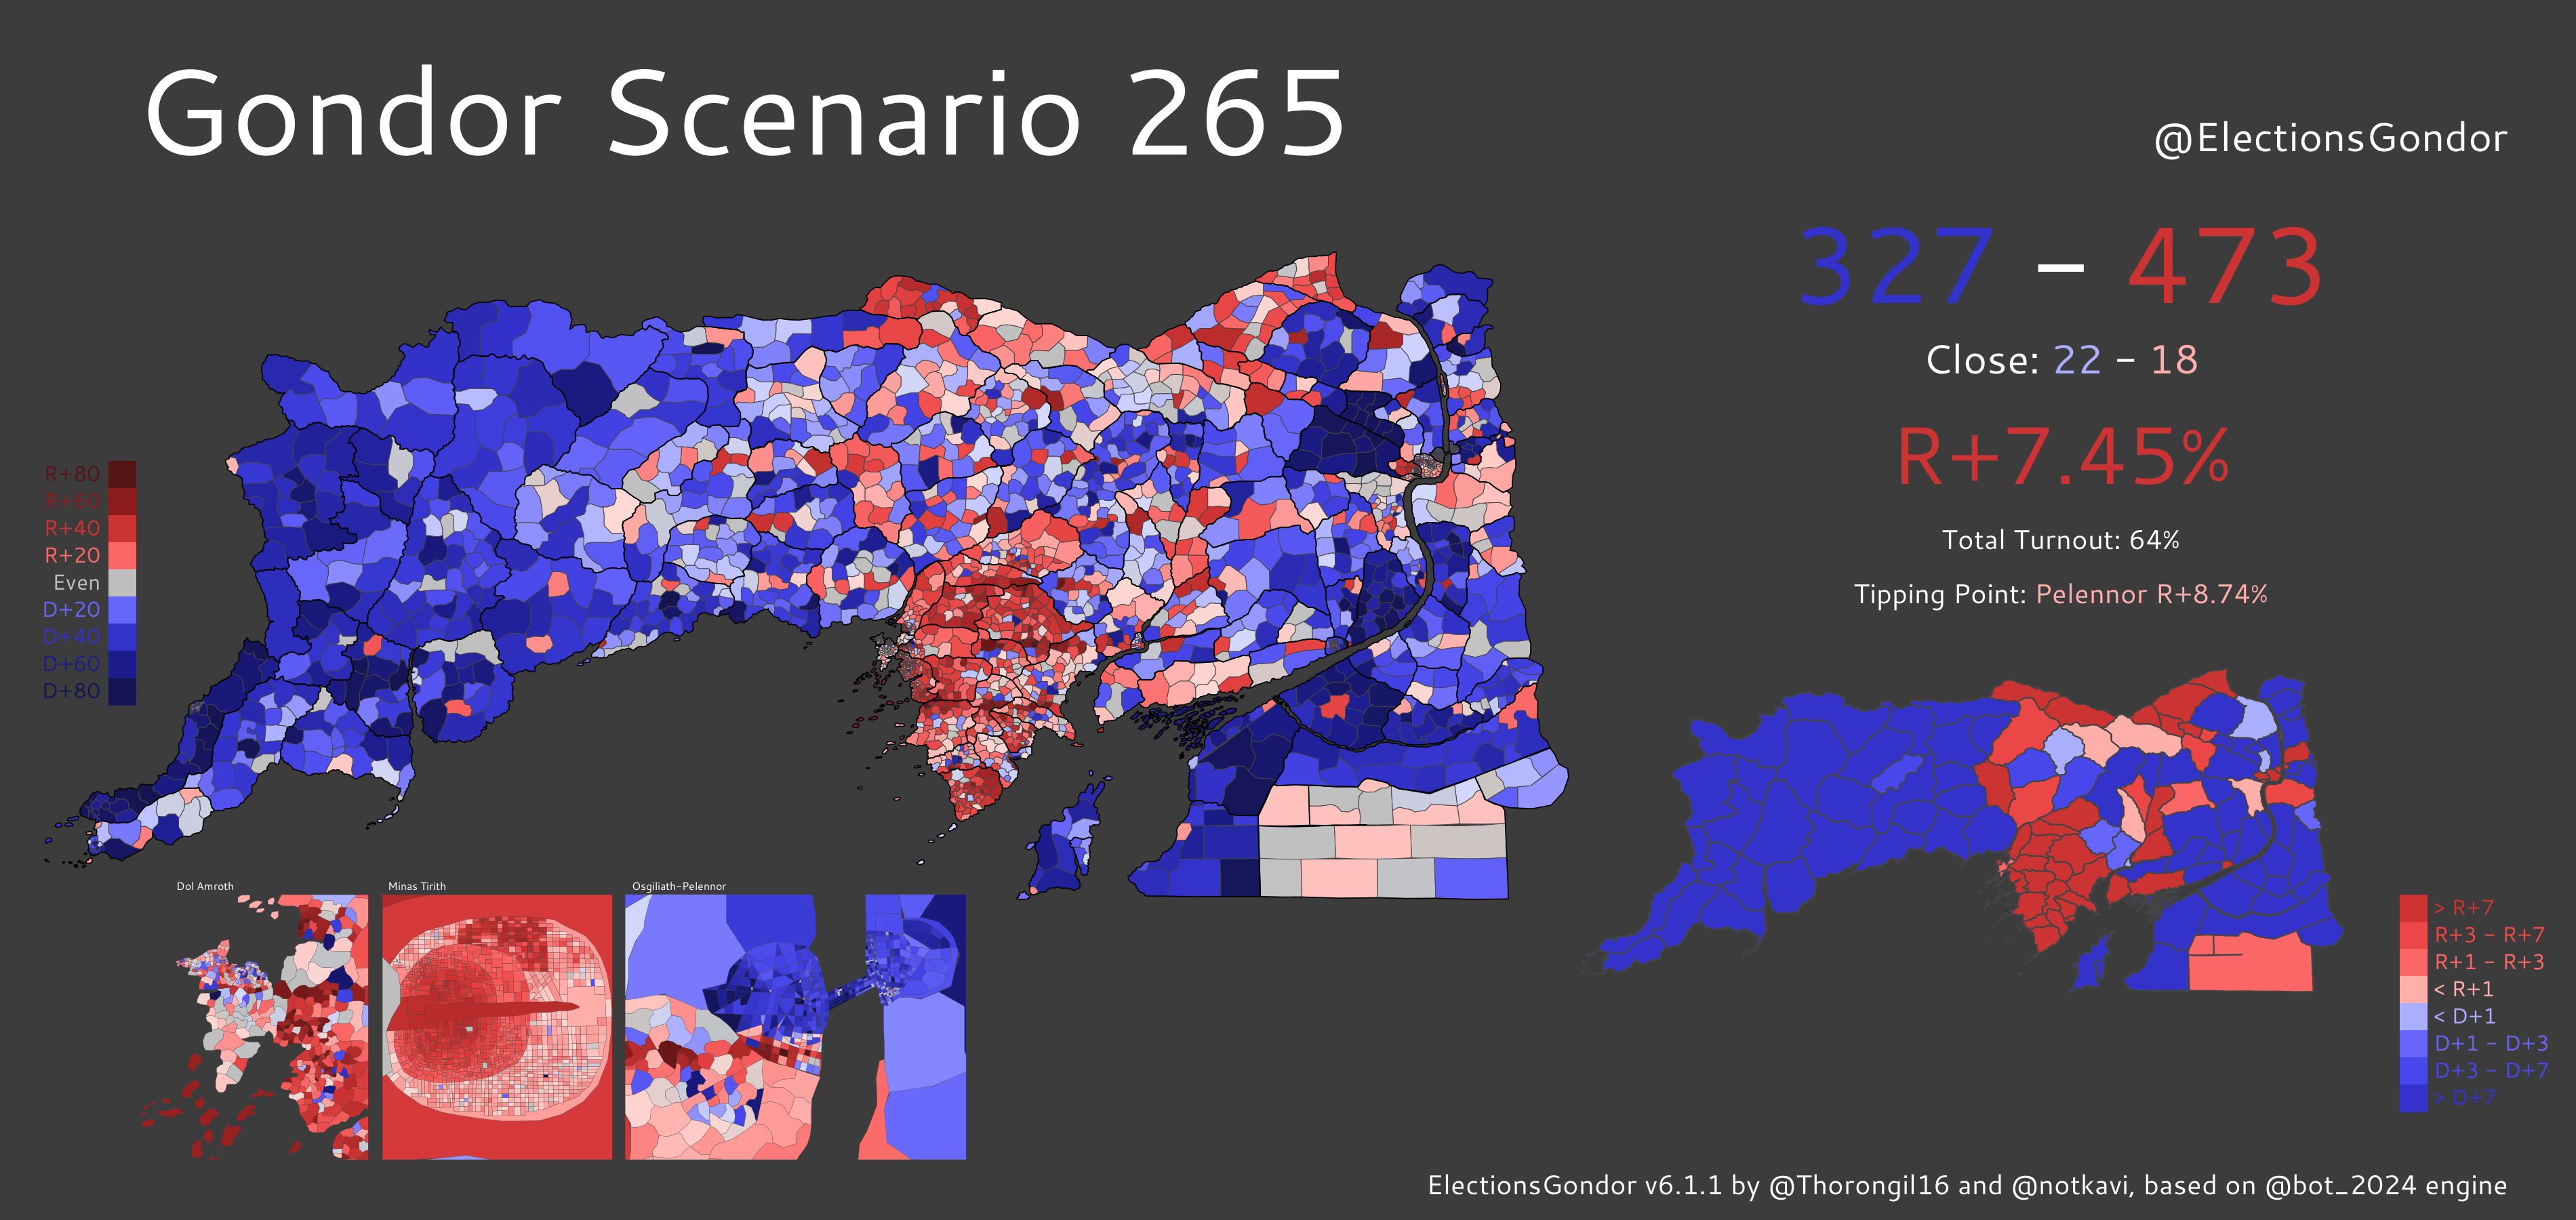 Gondor Scenario 265
@ElectionsGondor
327 – 473
Close: 22 – 18
R+7.45%
Total Turnout: 64%
Tipping Point: Pelennor R+8.74%
R+80
R+60
R+40
R+20
Even
D+20
D+40
D+60
D+80
Dol Amroth
Minas Tirith
Osgiliath-Pelennor
> R+7
R+3 – R+7
R+1 – R+3
< R+1
< D+1
D+1 – D+3
D+3 – D+7
> D+7
ElectionsGondor v6.1.1 by @Thorongil16 and @notkavi, based on @bot_2024 engine